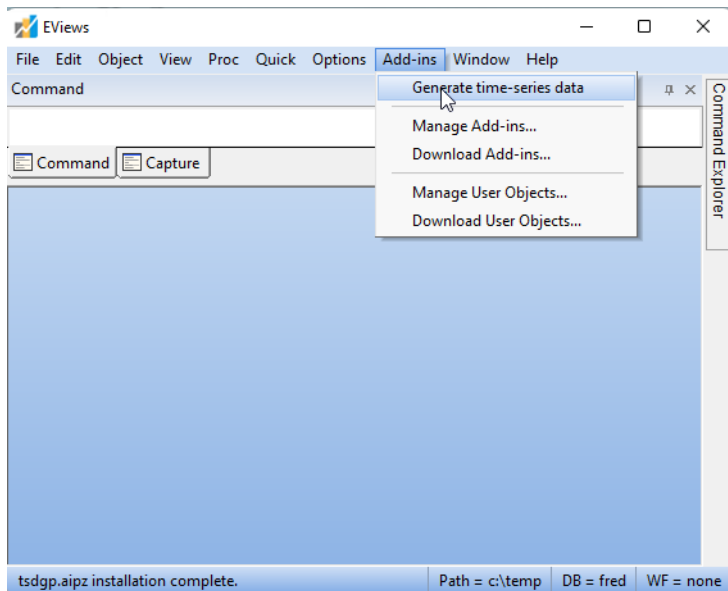 EViews
File Edit Object View Proc Quick Options Add-ins Window Help
Command
Generate time-series data
Manage Add-ins...
Download Add-ins...
Manage User Objects...
Download User Objects...
Command Capture
Command Explorer
tsdgp.aipz installation complete. Path = c:\temp DB = fred WF = none